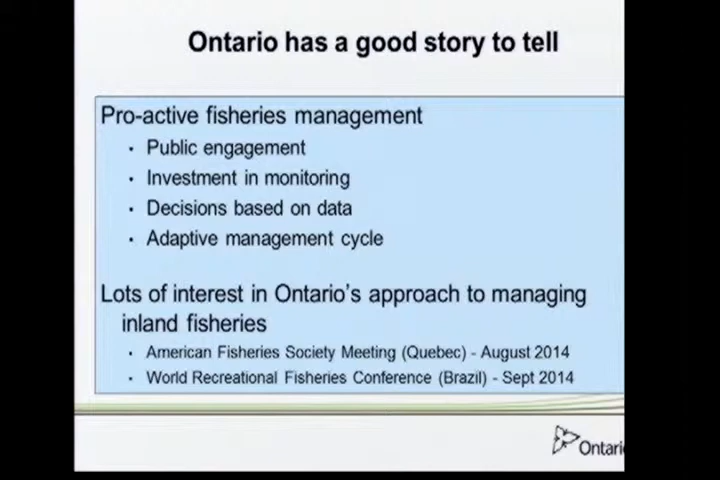 Ontario has a good story to tell
Pro-active fisheries management
· Public engagement
· Investment in monitoring
· Decisions based on data
· Adaptive management cycle
Lots of interest in Ontario's approach to managing
inland fisheries
· American Fisheries Society Meeting (Quebec) - August 2014
· World Recreational Fisheries Conference (Brazil) - Sept 2014
Ontari